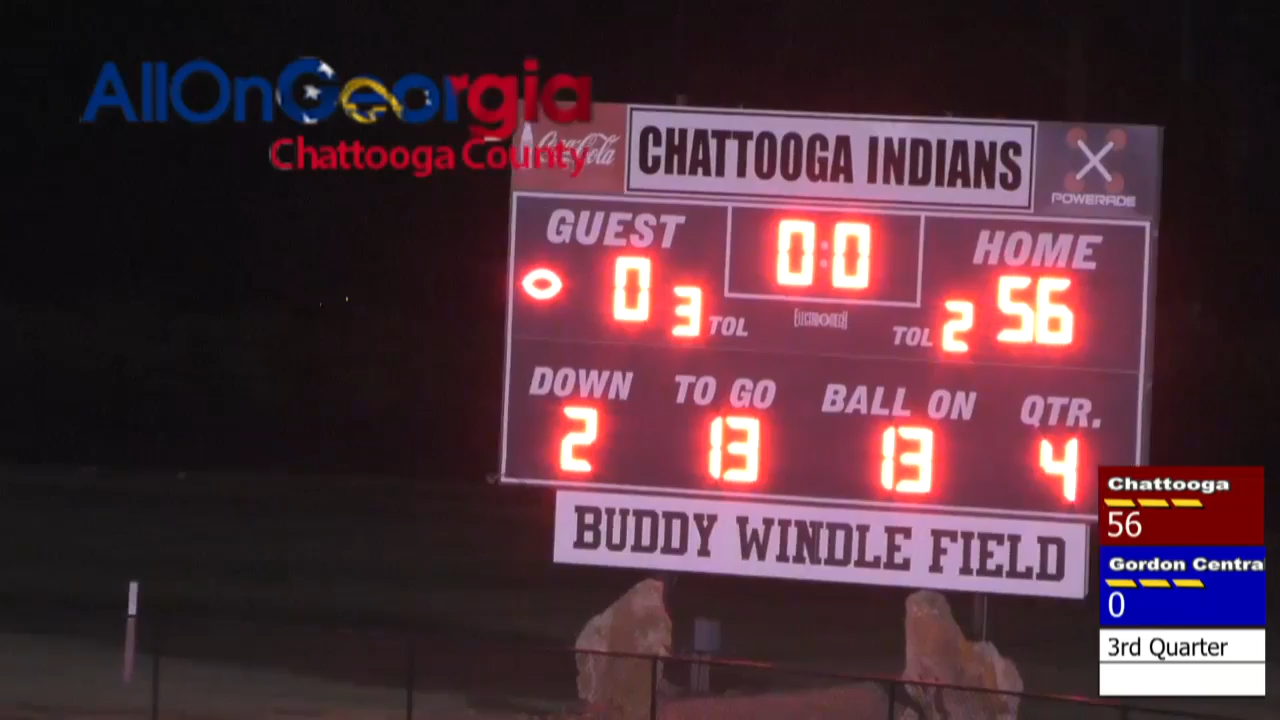 AllOnGeorgia
Chattooga County
Coca-Cola
CHATTOOGA INDIANS
POWERADE
GUEST
0:0
HOME
0
3 TOL
TOL 2
56
DOWN
TO GO
BALL ON
QTR.
2
13
13
4
BUDDY WINDLE FIELD
Chattooga
56
Gordon Centra
0
3rd Quarter